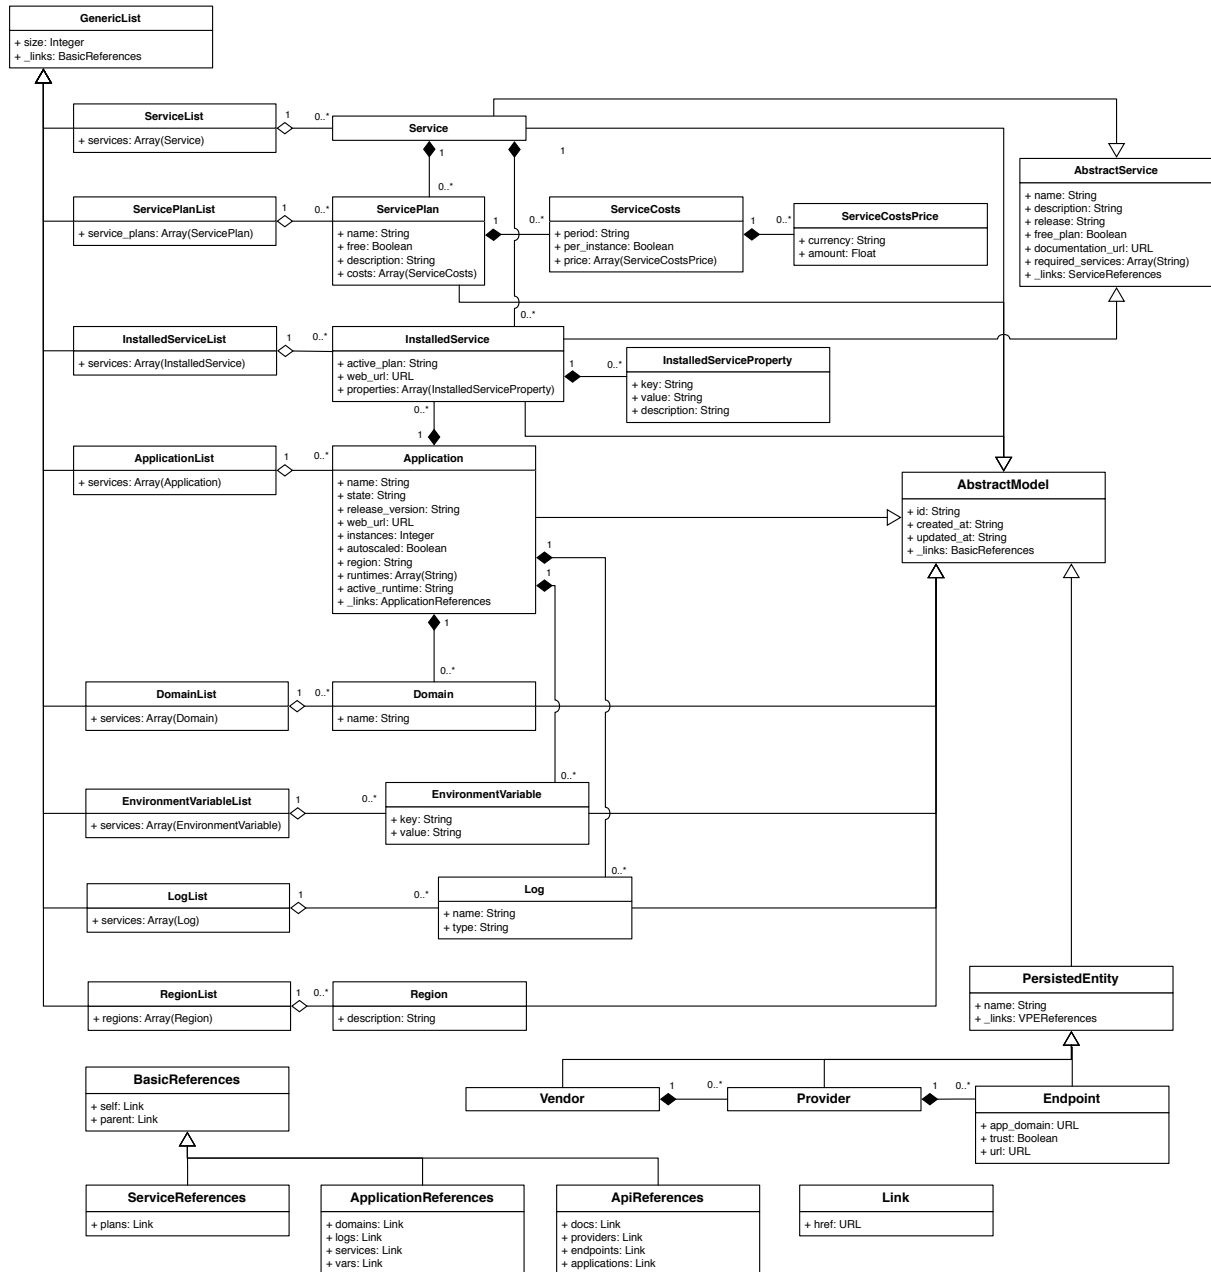 GenericList
+ size: Integer
+ _links: BasicReferences
ServiceList
+ services: Array(Service)
1
0..*
Service
1
1
0..*
AbstractService
+ name: String
+ description: String
+ release: String
+ free_plan: Boolean
+ documentation_url: URL
+ required_services: Array(String)
+ _links: ServiceReferences
ServicePlanList
+ service_plans: Array(ServicePlan)
1
0..*
ServicePlan
+ name: String
+ free: Boolean
+ description: String
+ costs: Array(ServiceCosts)
1
0..*
ServiceCosts
+ period: String
+ per_instance: Boolean
+ price: Array(ServiceCostsPrice)
1
0..*
ServiceCostsPrice
+ currency: String
+ amount: Float
0..*
InstalledServiceList
+ services: Array(InstalledService)
1
0..*
InstalledService
+ active_plan: String
+ web_url: URL
+ properties: Array(InstalledServiceProperty)
1
0..*
InstalledServiceProperty
+ key: String
+ value: String
+ description: String
0..*
1
ApplicationList
+ services: Array(Application)
1
0..*
Application
+ name: String
+ state: String
+ release_version: String
+ web_url: URL
+ instances: Integer
+ autoscaled: Boolean
+ region: String
+ runtimes: Array(String)
+ active_runtime: String
+ _links: ApplicationReferences
1
1
1
AbstractModel
+ id: String
+ created_at: String
+ updated_at: String
+ _links: BasicReferences
0..*
DomainList
+ services: Array(Domain)
1
0..*
Domain
+ name: String
0..*
EnvironmentVariableList
+ services: Array(EnvironmentVariable)
1
0..*
EnvironmentVariable
+ key: String
+ value: String
0..*
LogList
+ services: Array(Log)
1
0..*
Log
+ name: String
+ type: String
RegionList
+ regions: Array(Region)
1
0..*
Region
+ description: String
PersistedEntity
+ name: String
+ _links: VPEReferences
Vendor
1
0..*
Provider
1
0..*
Endpoint
+ app_domain: URL
+ trust: Boolean
+ url: URL
BasicReferences
+ self: Link
+ parent: Link
ServiceReferences
+ plans: Link
ApplicationReferences
+ domains: Link
+ logs: Link
+ services: Link
+ vars: Link
ApiReferences
+ docs: Link
+ providers: Link
+ endpoints: Link
+ applications: Link
Link
+ href: URL